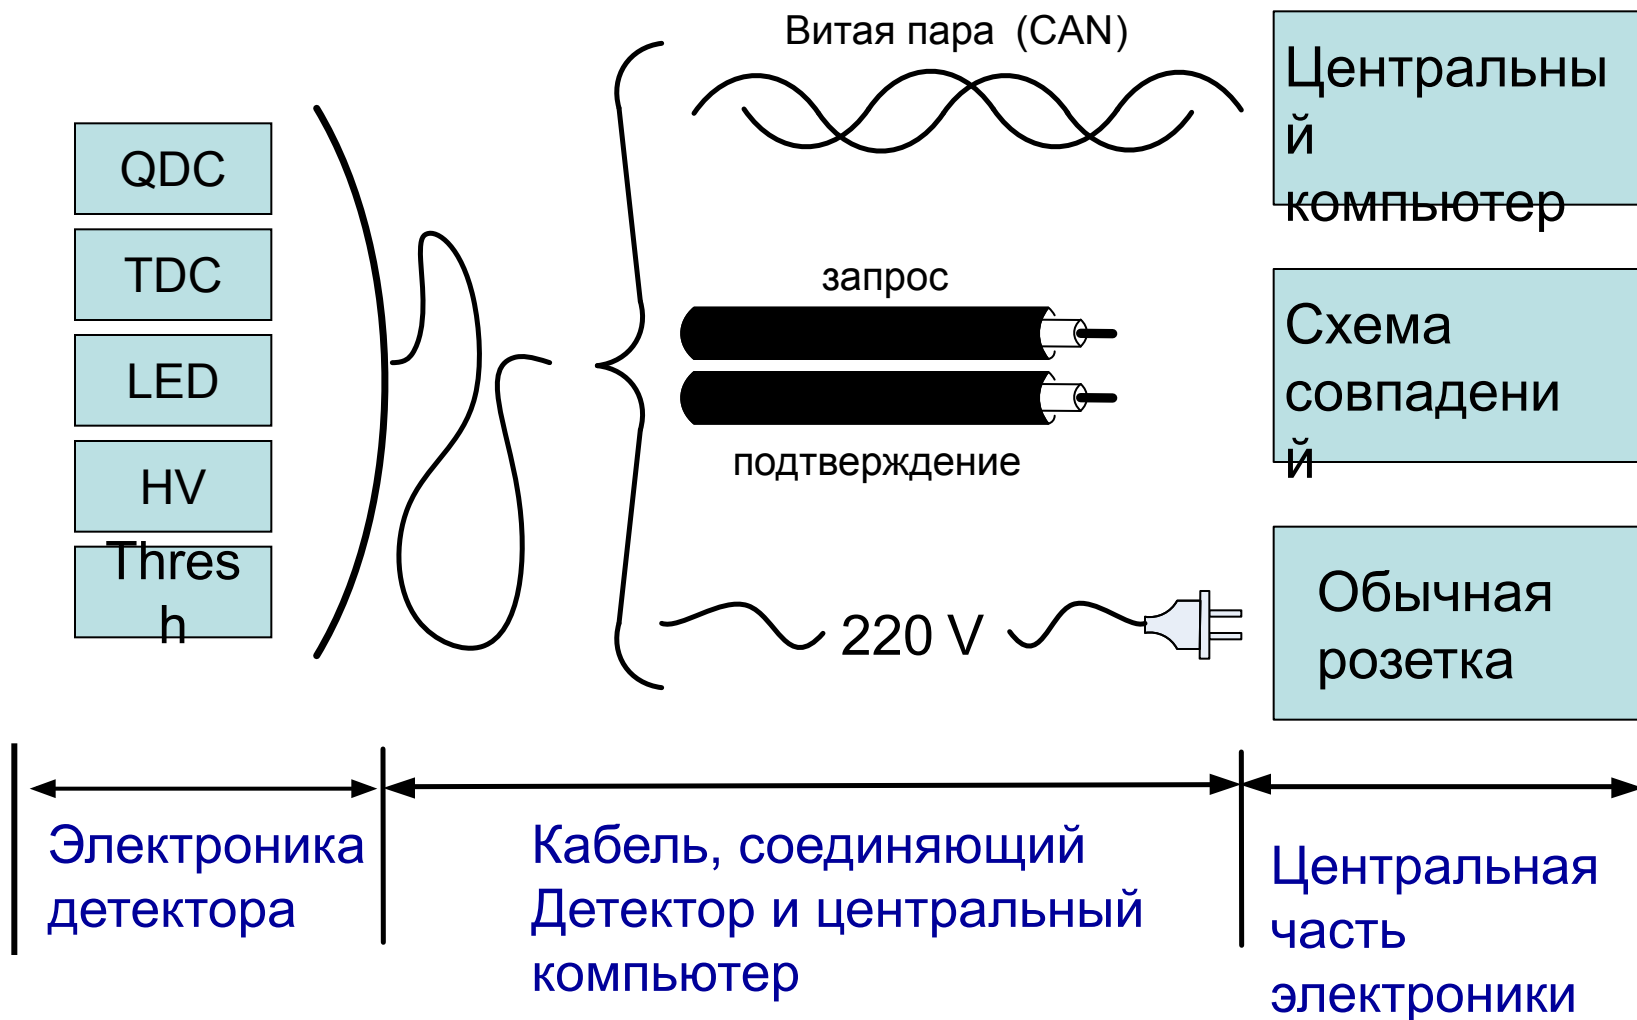 QDC
TDC
LED
HV
Thres
h
Витая пара (CAN)
запрос
подтверждение
220 V
Центральны
й
компьютер
Схема
совпадени
й
Обычная
розетка
Электроника
детектора
Кабель, соединяющий
Детектор и центральный
компьютер
Центральная
часть
электроники